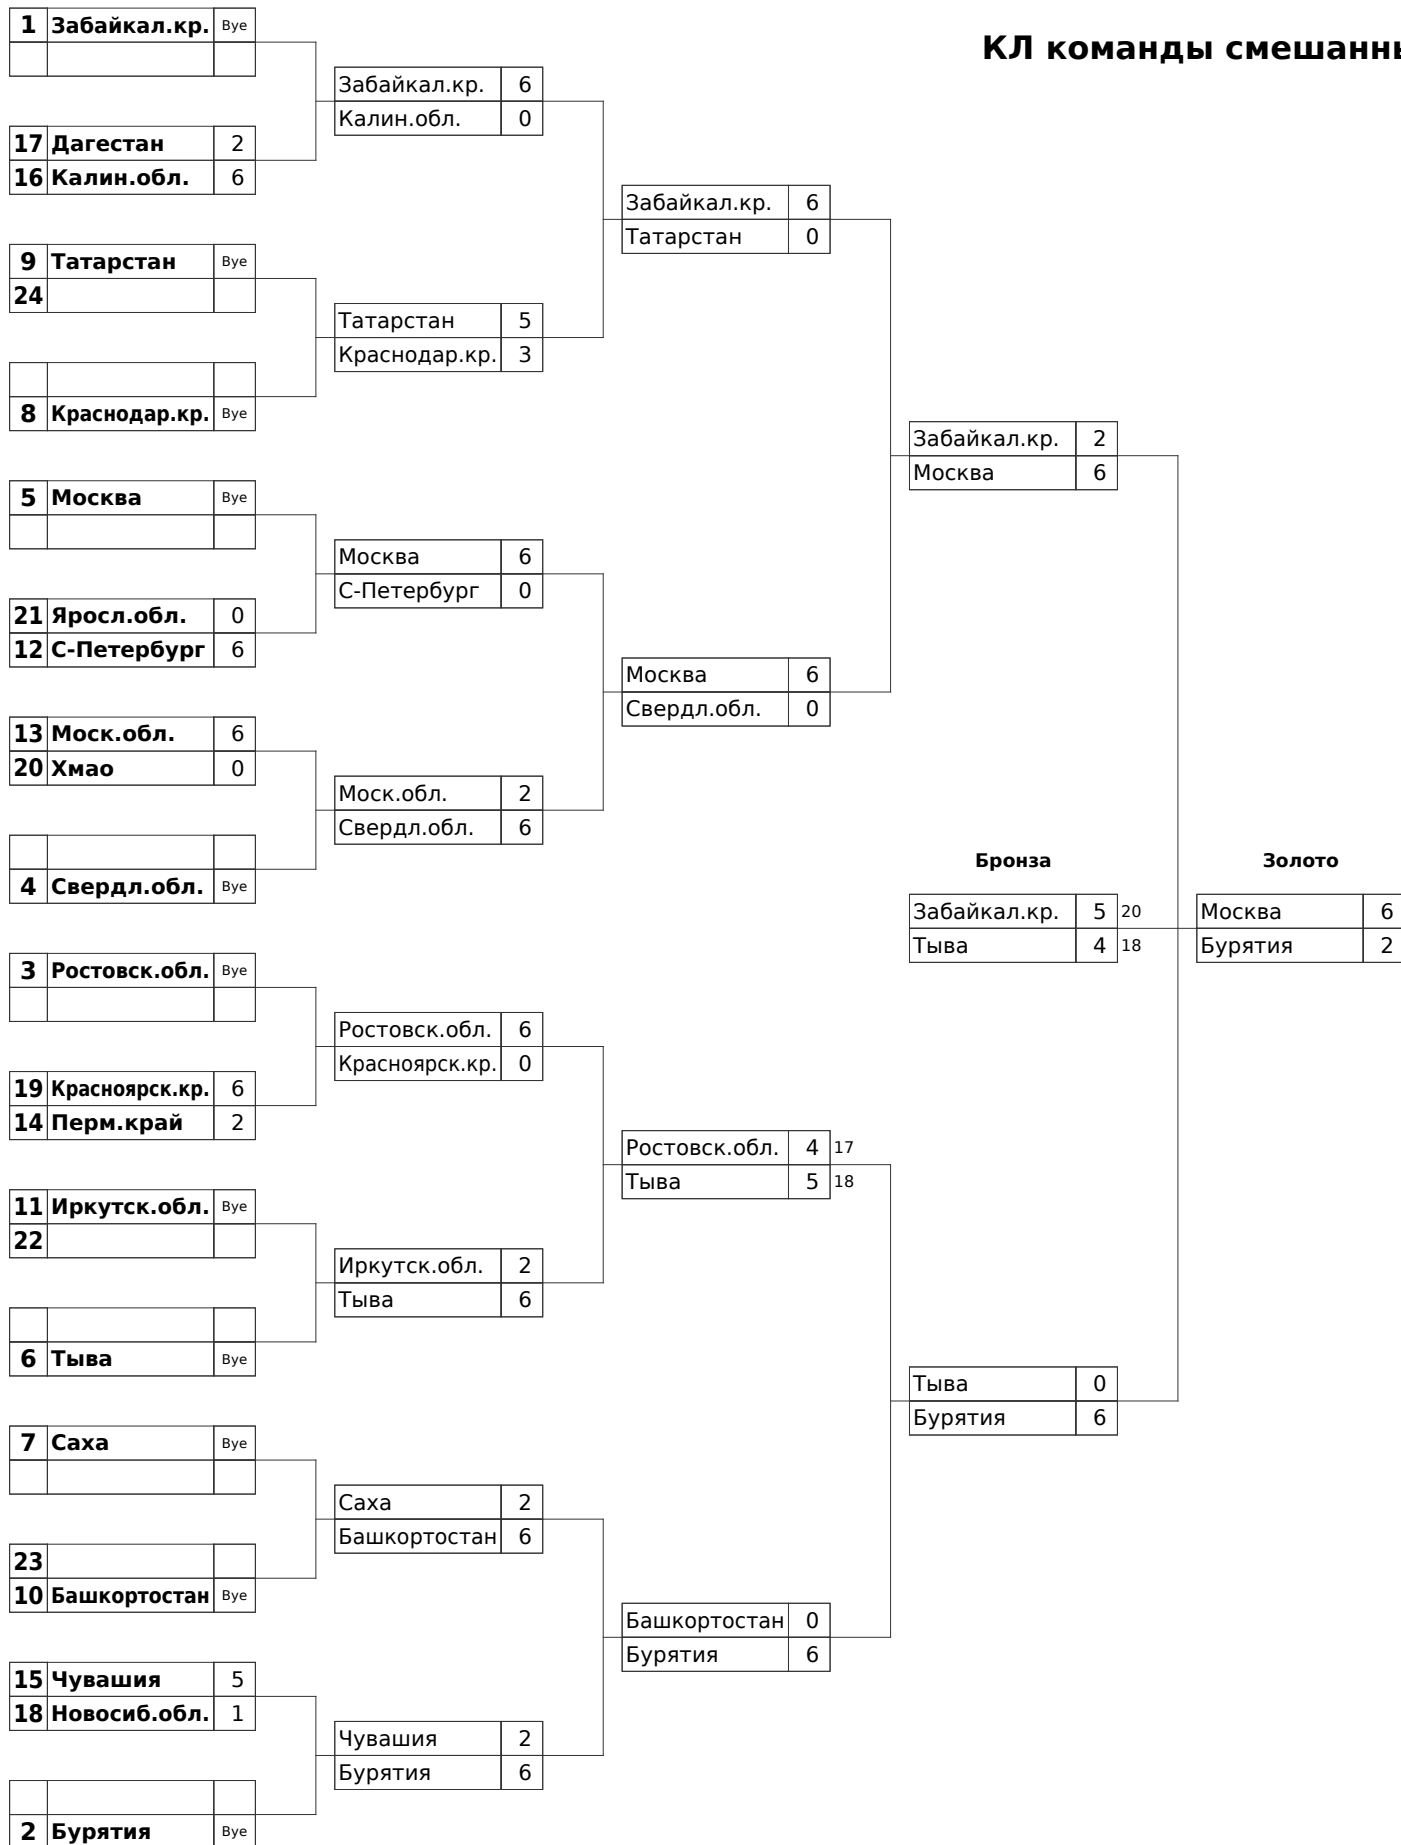 КЛ команды смешанны
1 Забайкал.кр. Bye
17 Дагестан 2
16 Калин.обл. 6
9 Татарстан Bye
24
8 Краснодар.кр. Bye
5 Москва Bye
21 Яросл.обл. 0
12 С-Петербург 6
13 Моск.обл. 6
20 Хмао 0
4 Свердл.обл. Bye
3 Ростовск.обл. Bye
19 Красноярск.кр. 6
14 Перм.край 2
11 Иркутск.обл. Bye
22
6 Тыва Bye
7 Саха Bye
23
10 Башкортостан Bye
15 Чувашия 5
18 Новосиб.обл. 1
2 Бурятия Bye
Забайкал.кр. 6
Калин.обл. 0
Татарстан 5
Краснодар.кр. 3
Москва 6
С-Петербург 0
Моск.обл. 2
Свердл.обл. 6
Ростовск.обл. 6
Красноярск.кр. 0
Иркутск.обл. 2
Тыва 6
Саха 2
Башкортостан 6
Чувашия 2
Бурятия 6
Забайкал.кр. 6
Татарстан 0
Москва 6
Свердл.обл. 0
Ростовск.обл. 4 17
Тыва 5 18
Башкортостан 0
Бурятия 6
Забайкал.кр. 2
Москва 6
Тыва 0
Бурятия 6
Бронза
Забайкал.кр. 5 20
Тыва 4 18
Золото
Москва 6
Бурятия 2